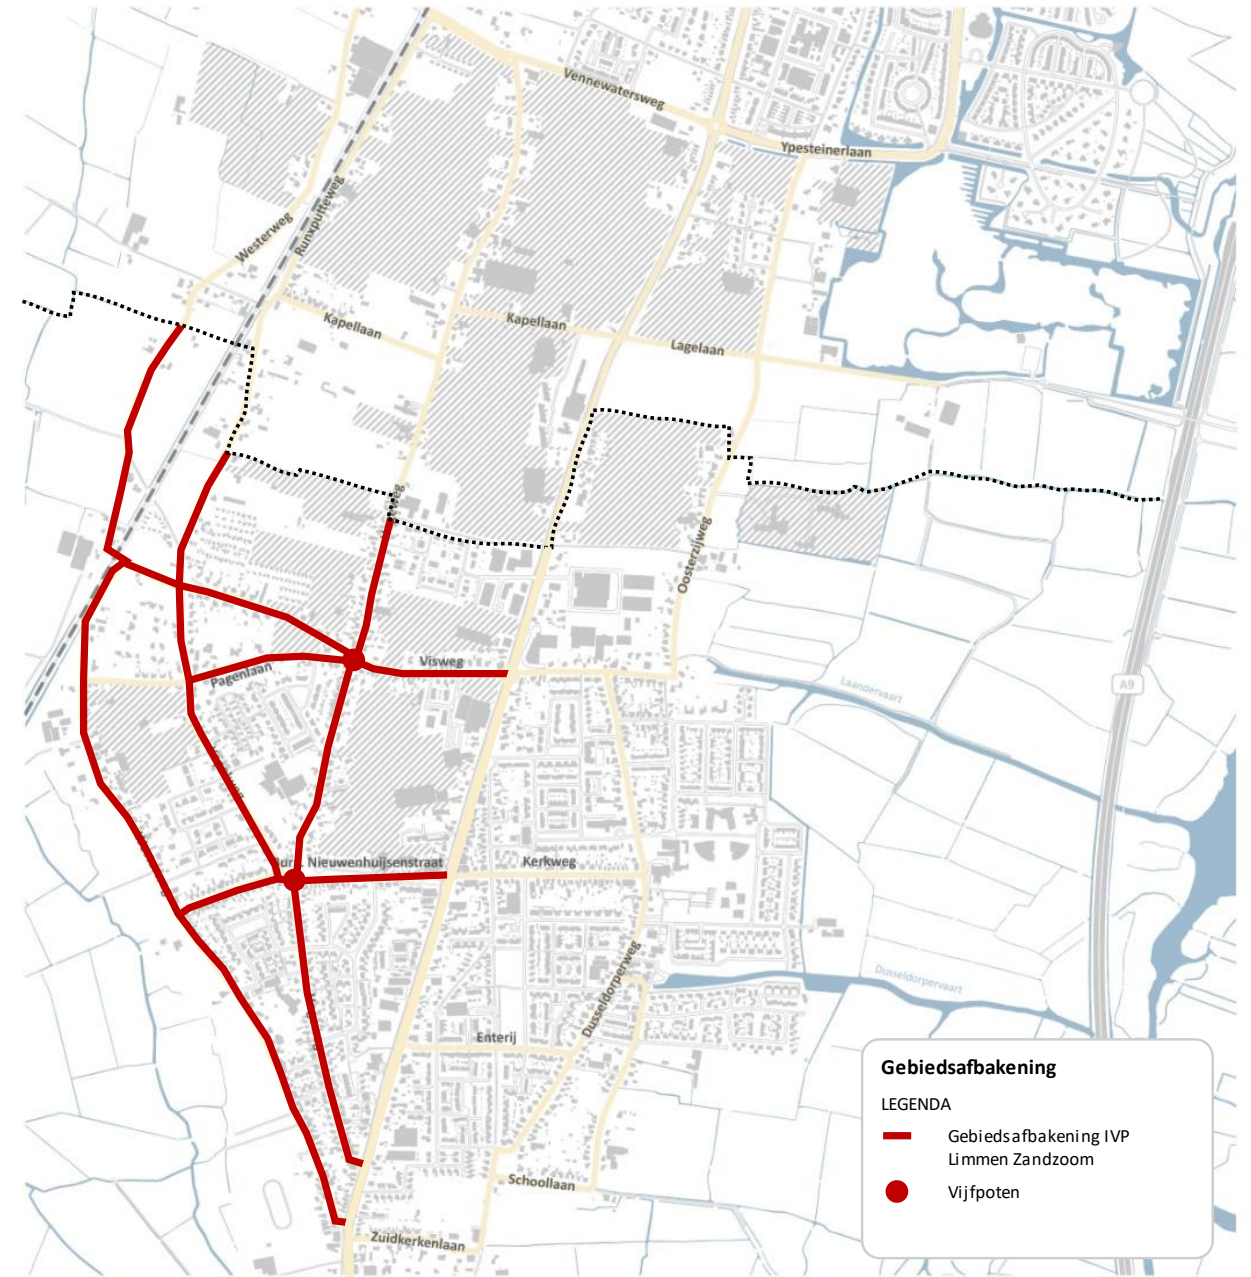 Vennewatersweg
Ypesteinerlaan
Westerweg
Runxputteweg
Kapellaan
Kapellaan
Lagelaan
Oosterzijweg
Visweg
Pagenlaan
Laandervaart
A9
Nieuwenhuijsenstraat
Kerkweg
Dusseldorperweg
Dusseldorpervaart
Enterij
Schoollaan
Zuidkerkenlaan
Gebiedsafbakening
LEGENDA
Gebiedsafbakening IVP
Limmen Zandzoom
Vijfpoten